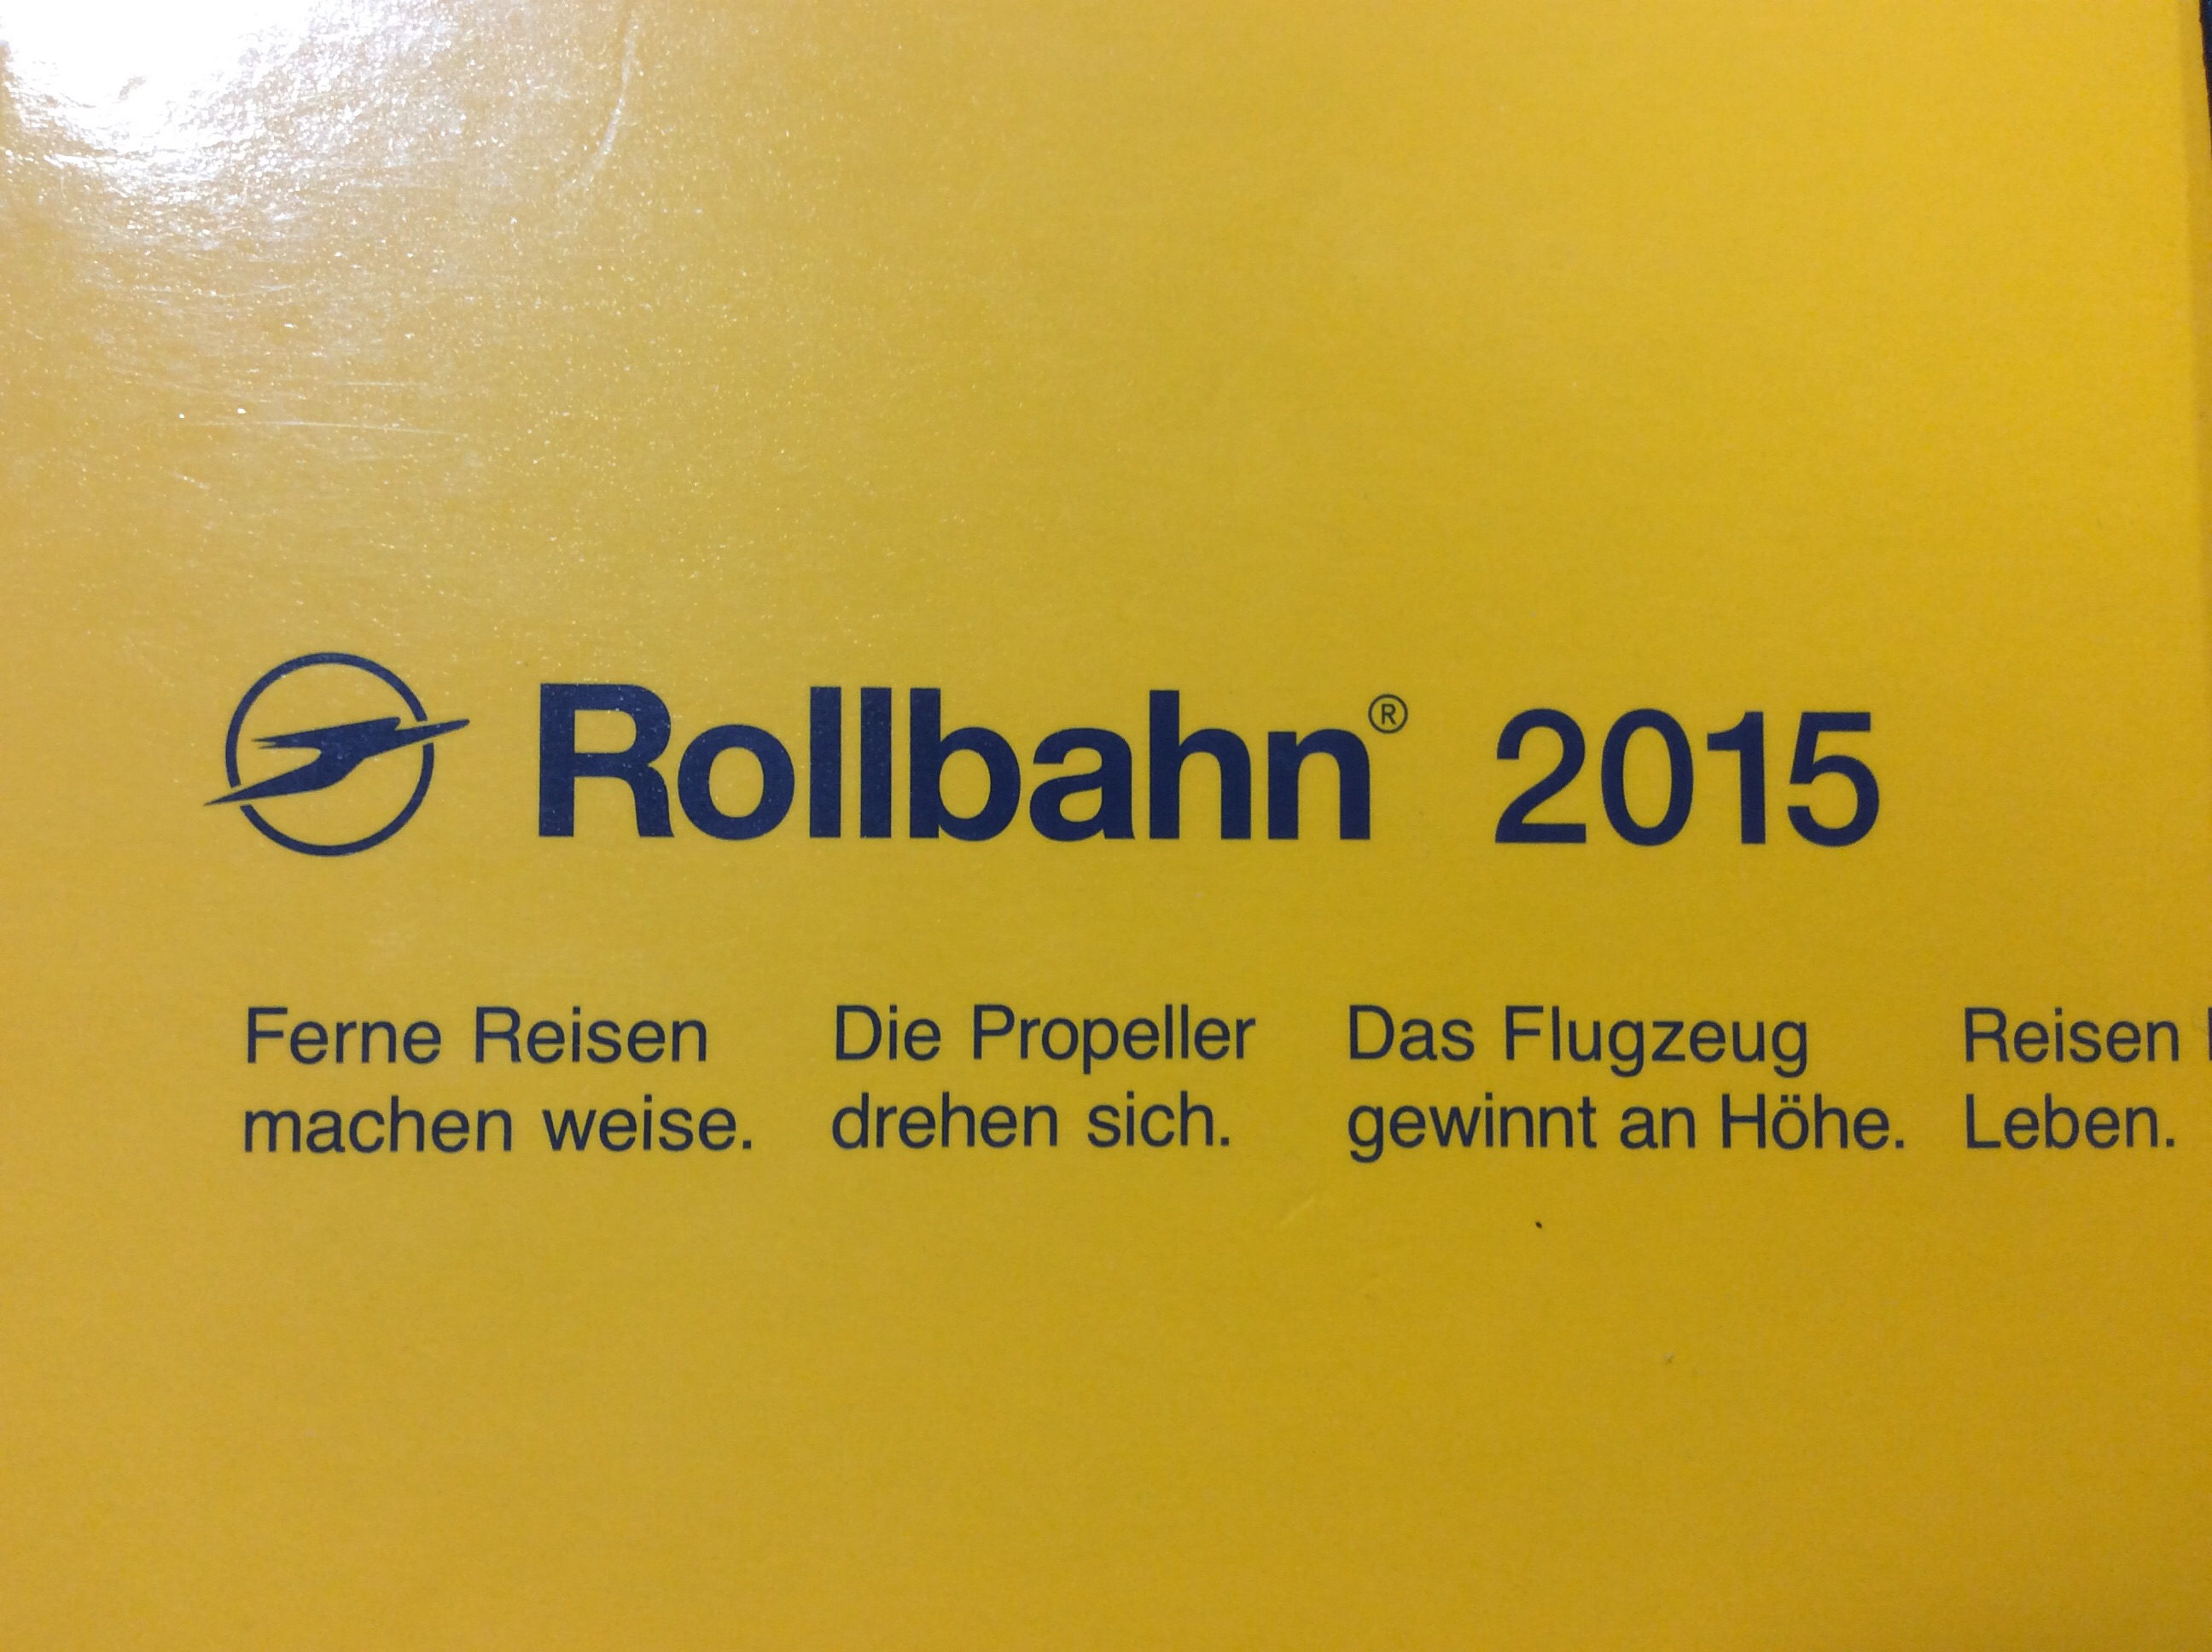 Rollbahn® 2015
Ferne Reisen
machen weise.
Die Propeller
drehen sich.
Das Flugzeug
gewinnt an Höhe.
Reisen
Leben.